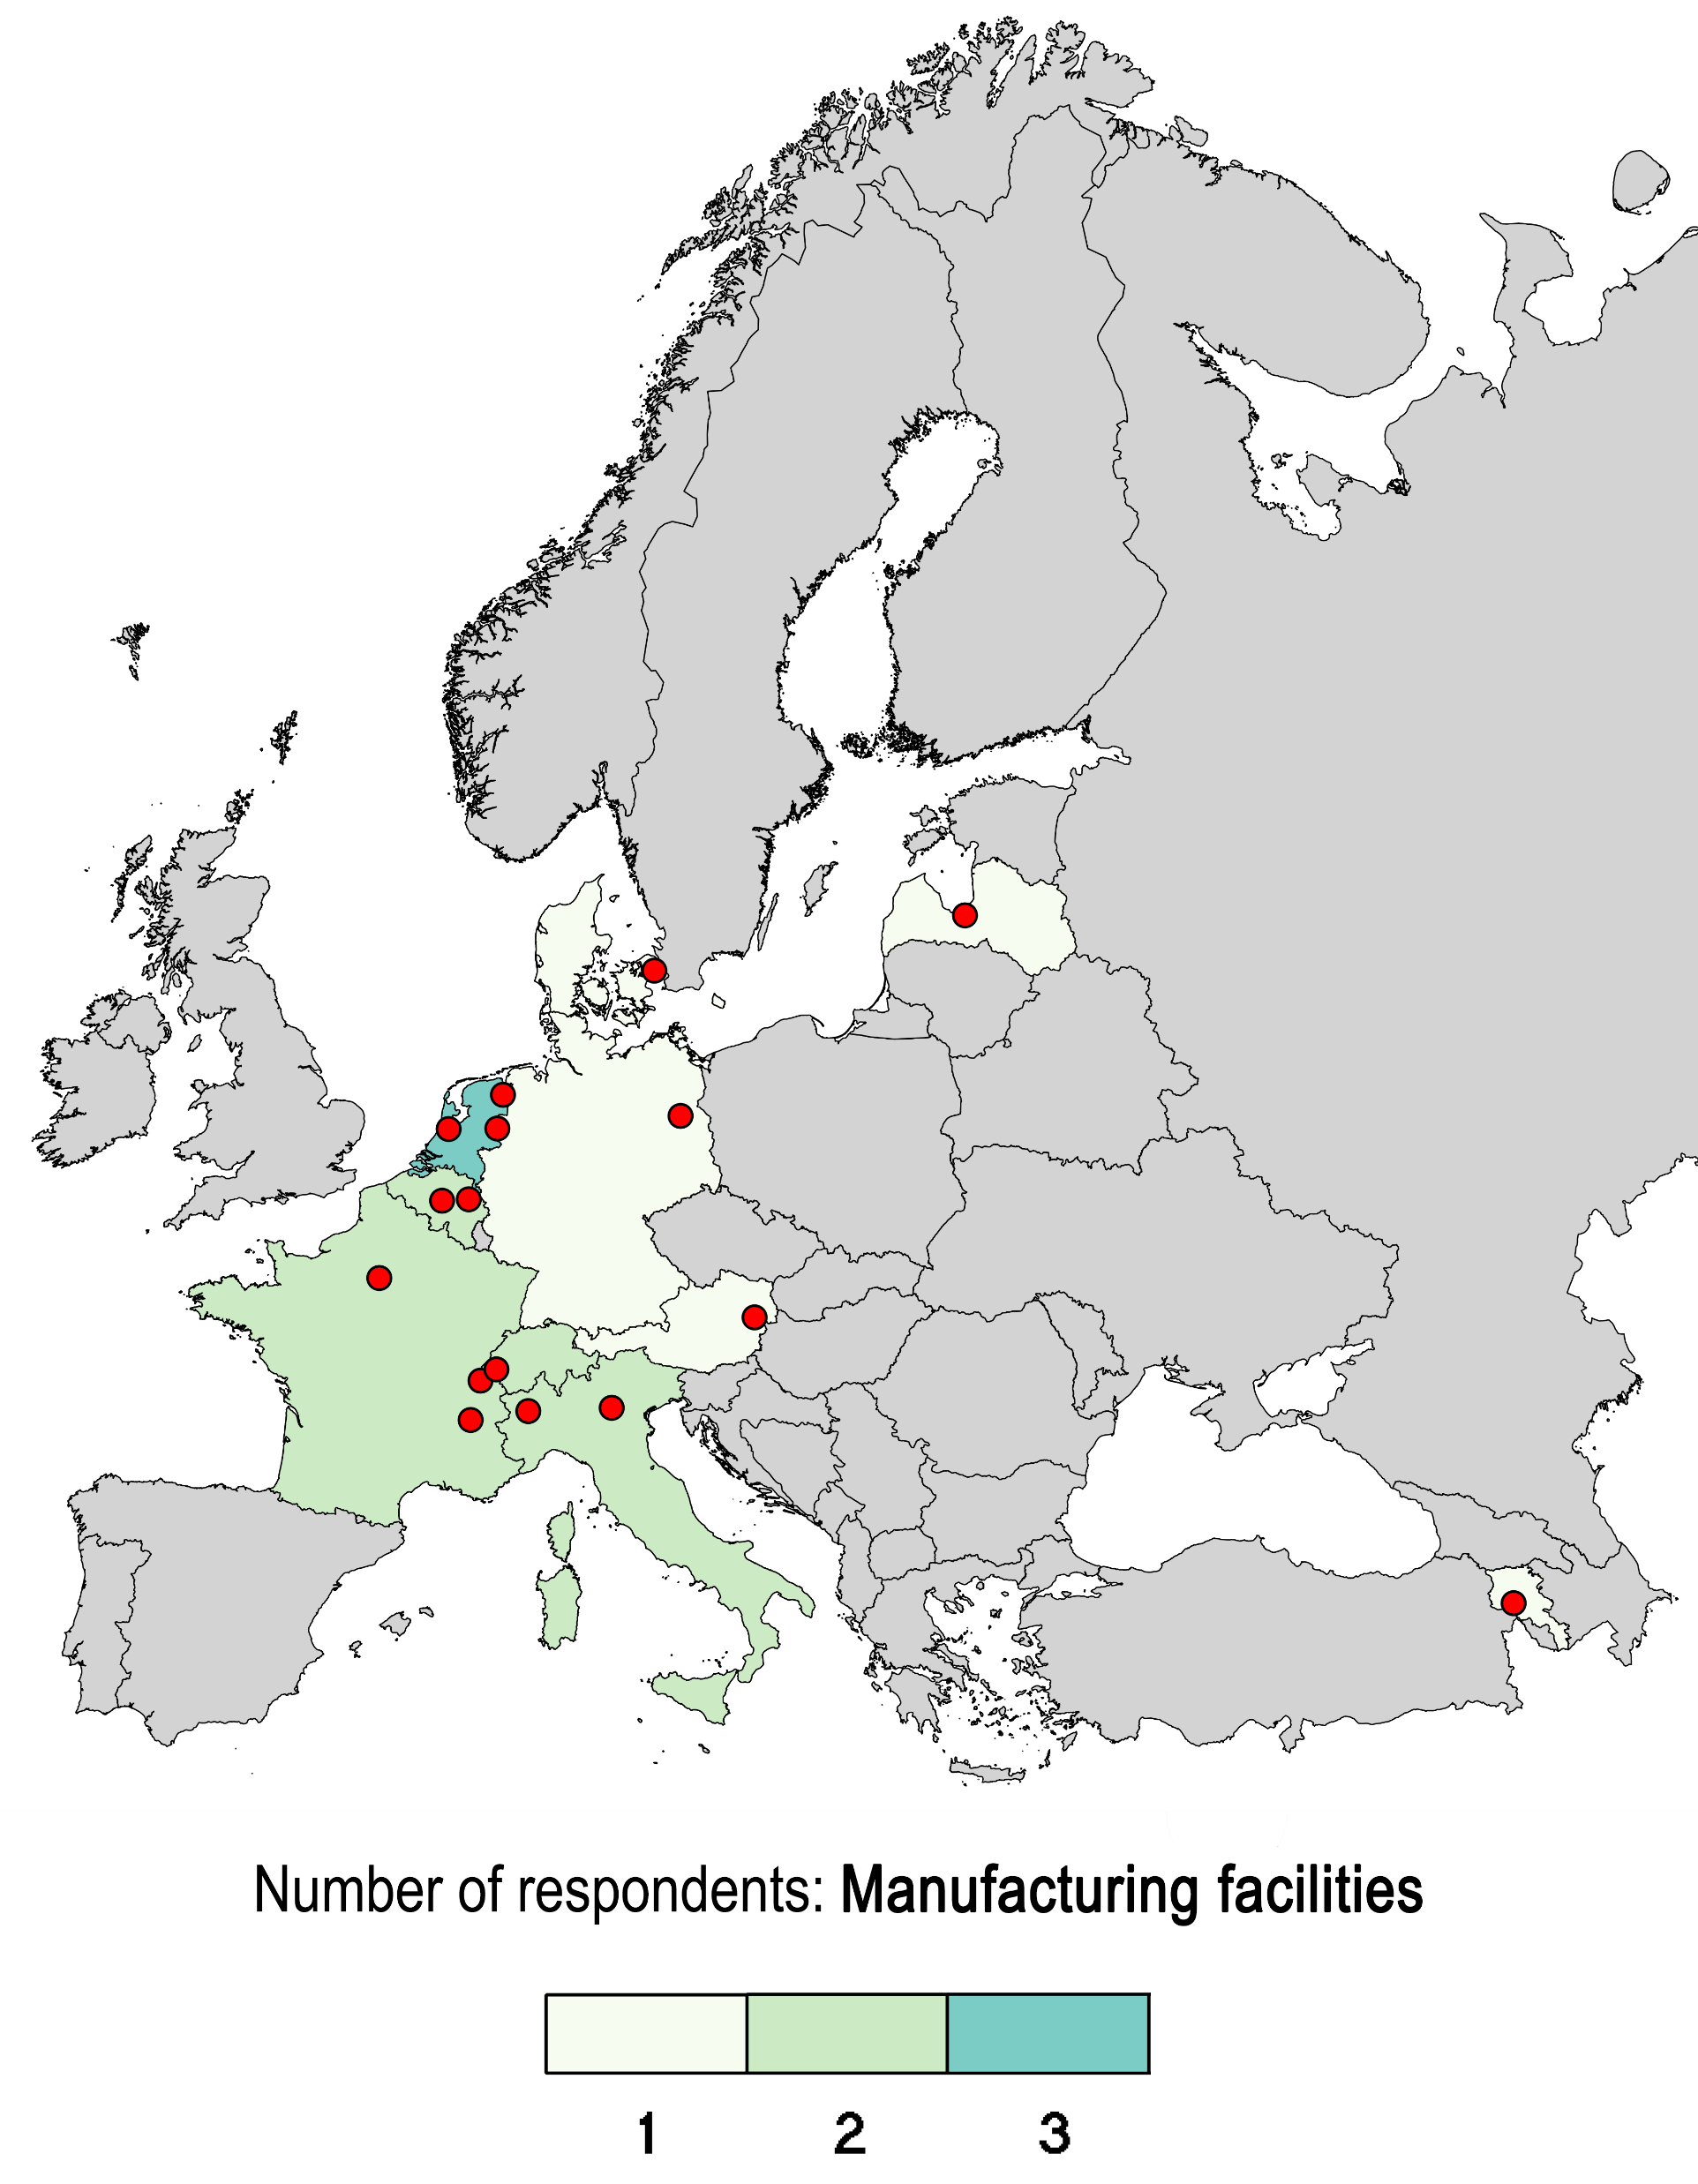 Number of respondents: Manufacturing facilities
1 2 3